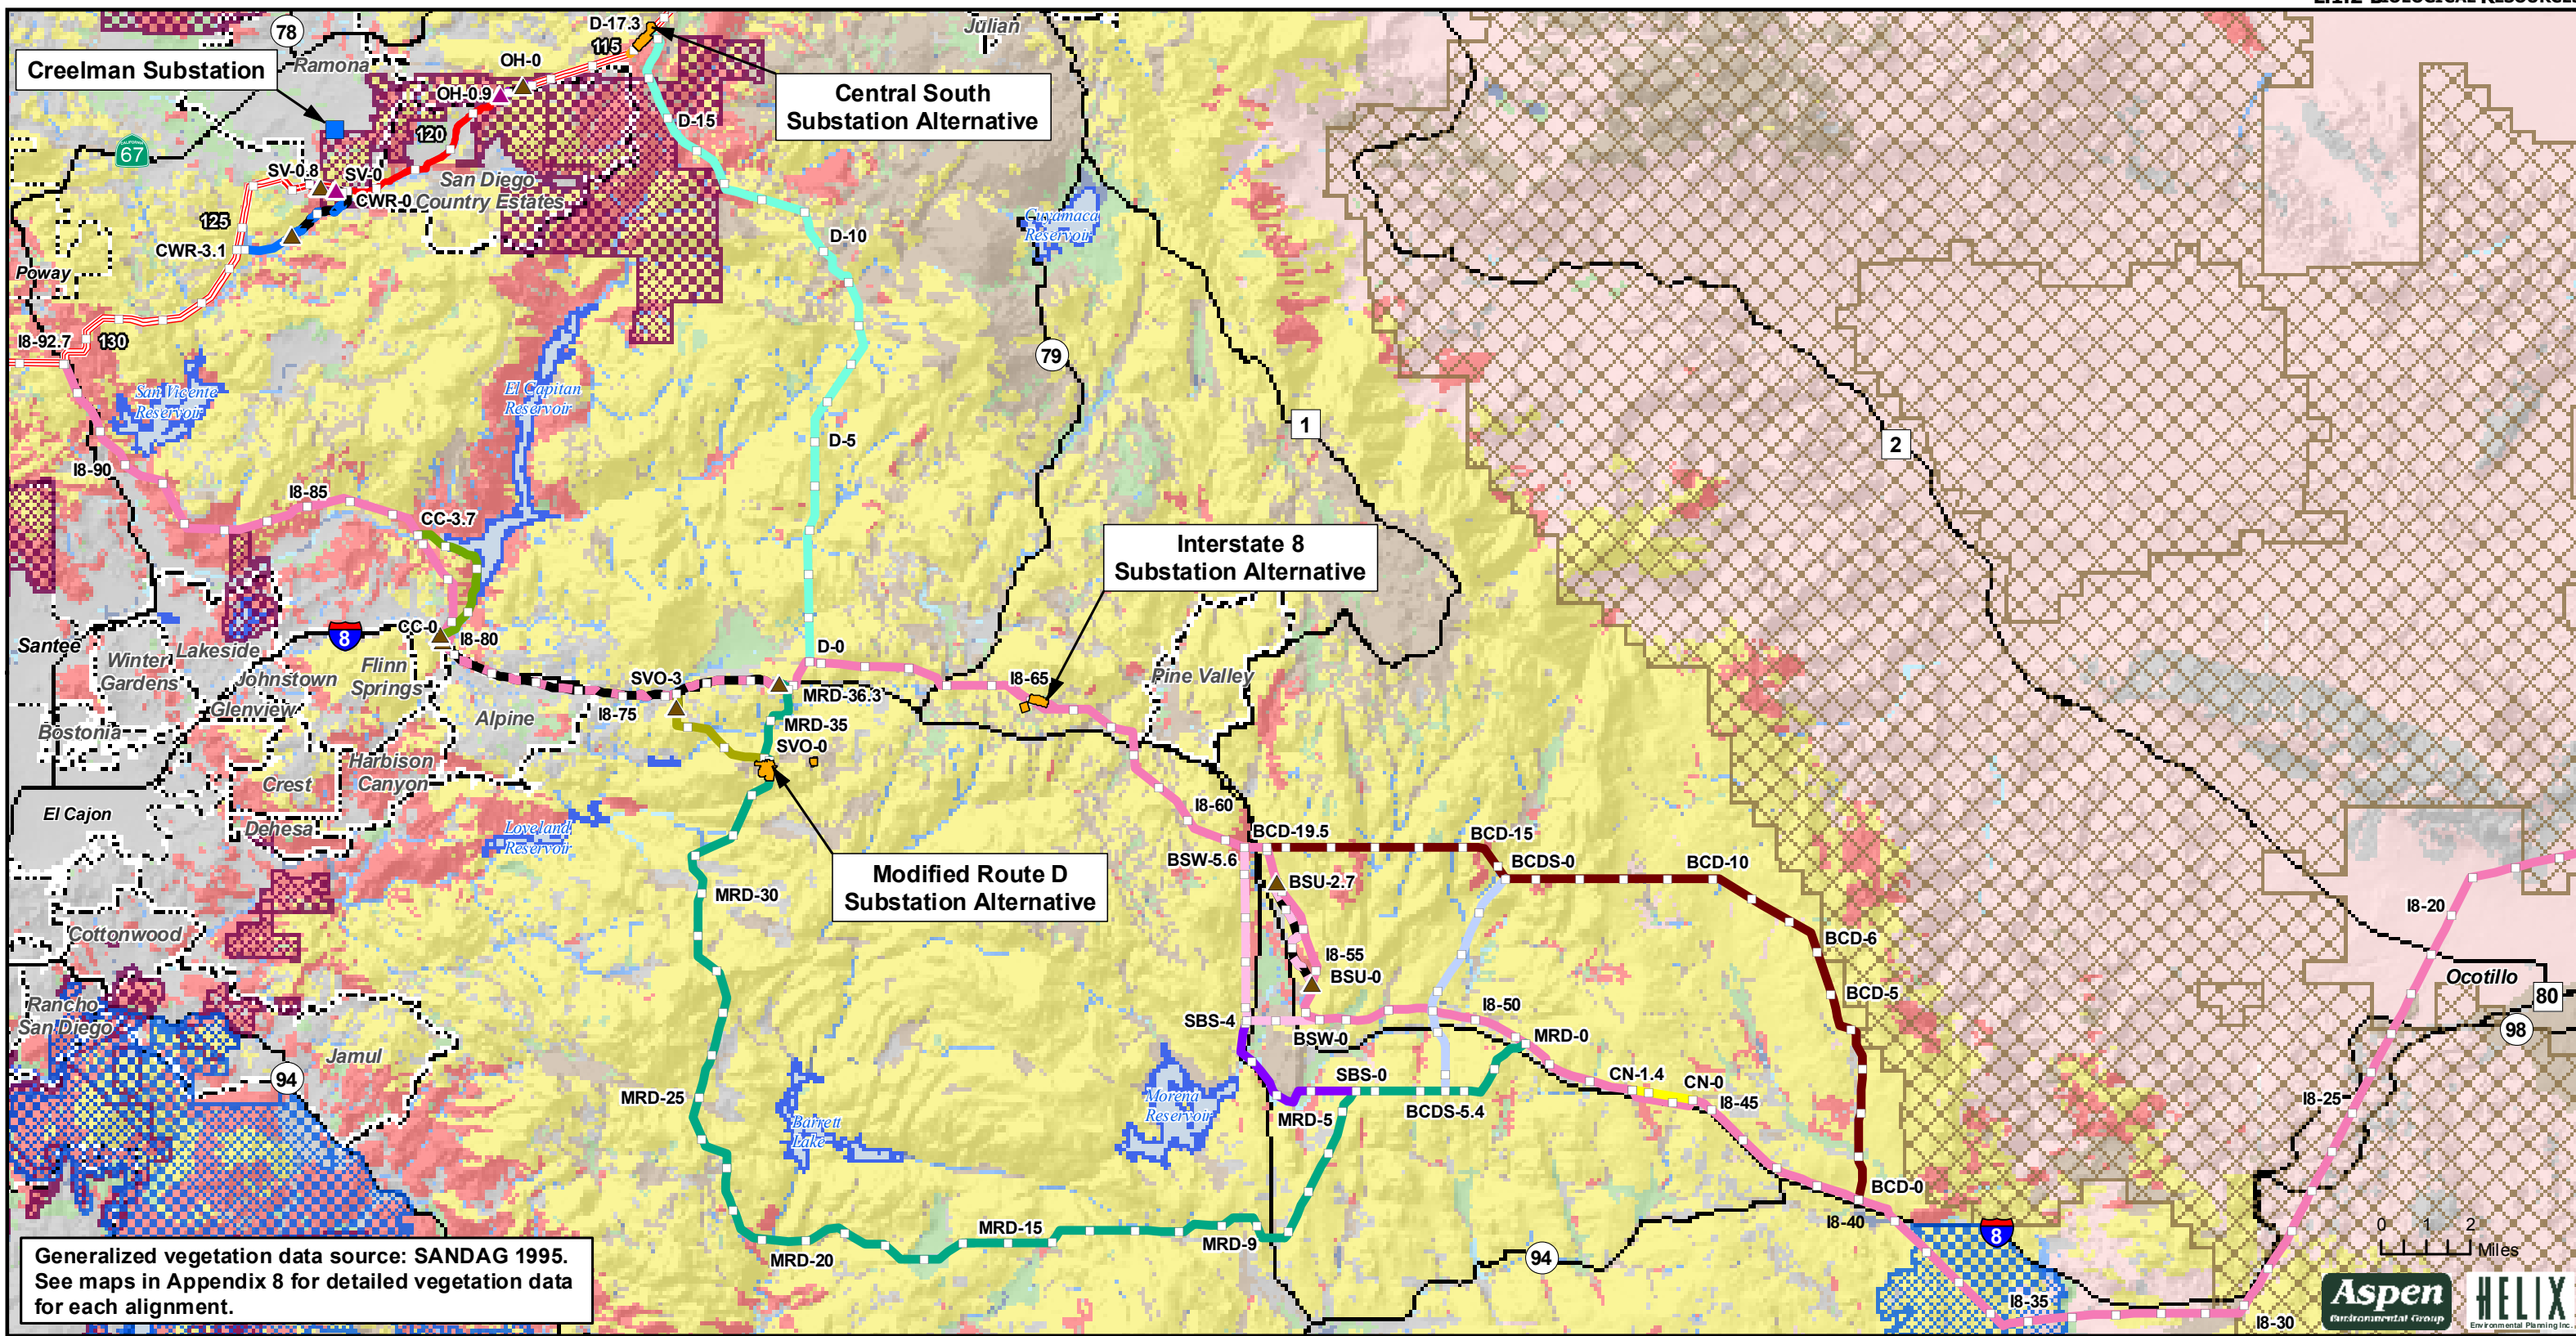 E.1.2 BIOLOGICAL RESOURCES
78
Ramona
Creelman Substation
D-17.3
115
OH-0
Central South
Substation Alternative
Julian
OH-0.9
120
67
D-15
SV-0.8
SV-0
CWR-0
San Diego
Country Estates
125
CWR-3.1
D-10
Cuyamaca
Reservoir
Poway
I8-92.7
130
79
San Vicente
Reservoir
El Capitan
Reservoir
D-5
1
2
I8-90
I8-85
CC-3.7
Interstate 8
Substation Alternative
Santee
Winter
Gardens
Lakeside
8
CC-0
I8-80
Flinn
Springs
Johnstown
D-0
SVO-3
I8-65
Pine Valley
MRD-36.3
Glenview
Alpine
I8-75
MRD-35
Bostonia
SVO-0
Crest
Harbison
Canyon
El Cajon
Dehesa
Loveland
Reservoir
I8-60
BCD-19.5
BCD-15
BSW-5.6
BCDS-0
BCD-10
Modified Route D
Substation Alternative
BSU-2.7
MRD-30
I8-20
Cottonwood
BCD-6
I8-55
BSU-0
Ocotillo
BCD-5
80
Rancho
San Diego
I8-50
SBS-4
BSW-0
MRD-0
98
Jamul
94
SBS-0
CN-1.4
CN-0
I8-45
MRD-25
Barrett
Lake
Morena
Reservoir
MRD-5
BCDS-5.4
I8-25
BCD-0
I8-40
MRD-15
MRD-9
MRD-20
94
8
0 1 2
Miles
Generalized vegetation data source: SANDAG 1995.
See maps in Appendix 8 for detailed vegetation data
for each alignment.
I8-35
I8-30
Aspen
Environmental Group
HELIX
Environmental Planning Inc.